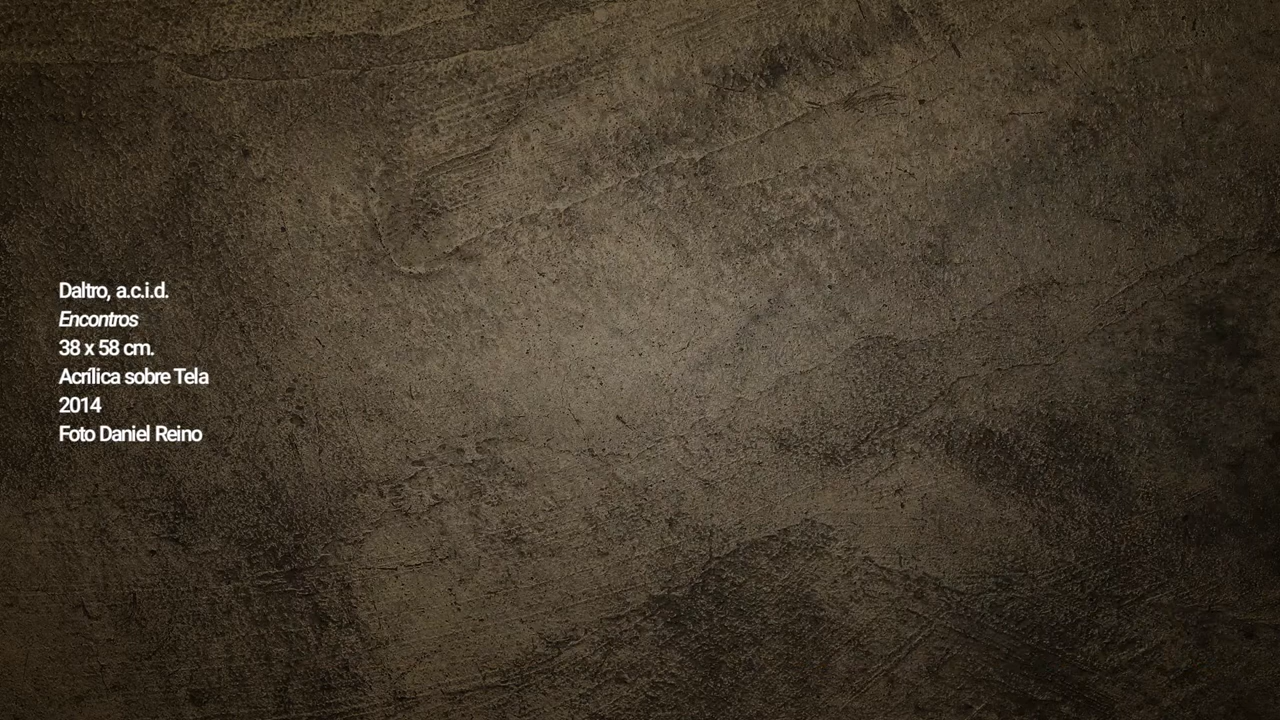 Daltro, a.c.i.d.
Encontros
38 x 58 cm.
Acrílica sobre Tela
2014
Foto Daniel Reino